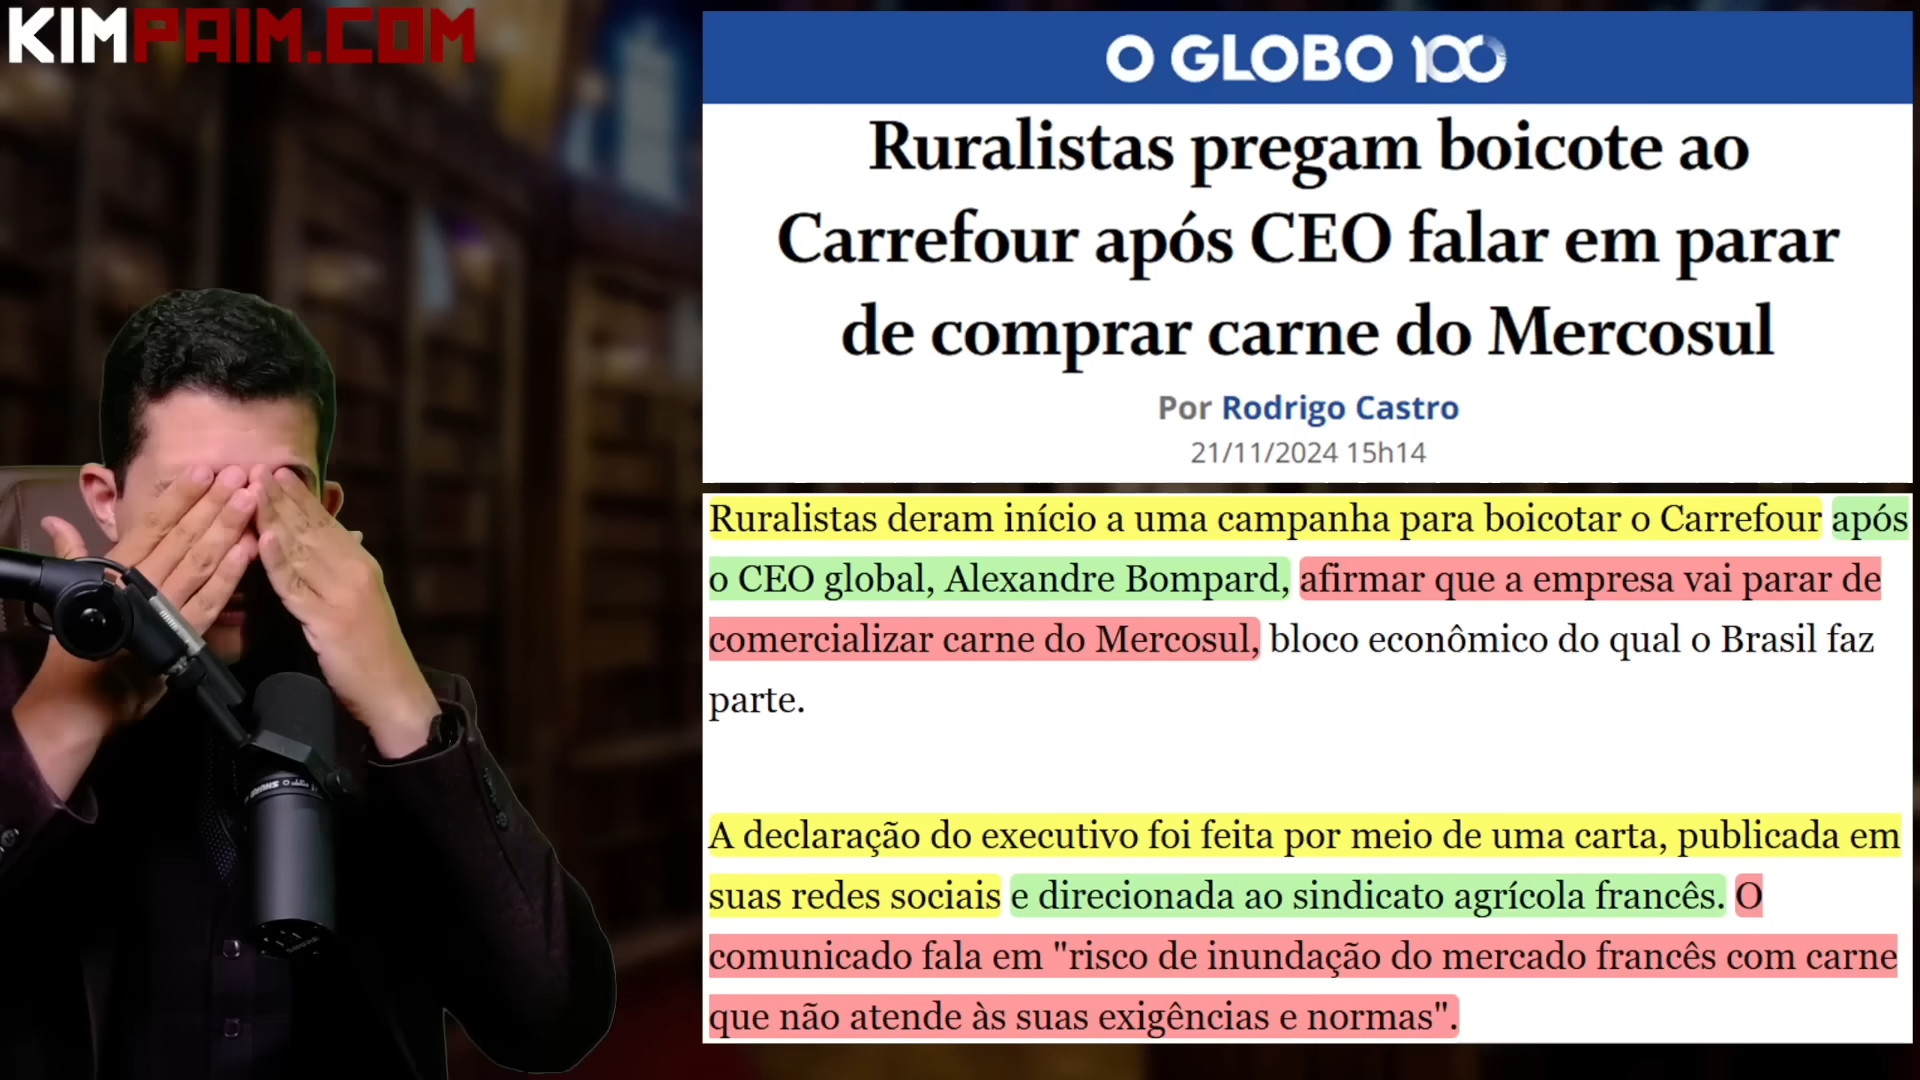 KIMPAIM.COM
O GLOBO 100
Ruralistas pregam boicote ao
Carrefour após CEO falar em parar
de comprar carne do Mercosul
Por Rodrigo Castro
21/11/2024 15h14
Ruralistas deram início a uma campanha para boicotar o Carrefour após
o CEO global, Alexandre Bompard, afirmar que a empresa vai parar de
comercializar carne do Mercosul, bloco econômico do qual o Brasil faz
parte.
A declaração do executivo foi feita por meio de uma carta, publicada em
suas redes sociais e direcionada ao sindicato agrícola francês. O
comunicado fala em "risco de inundação do mercado francês com carne
que não atende às suas exigências e normas".
SHURE